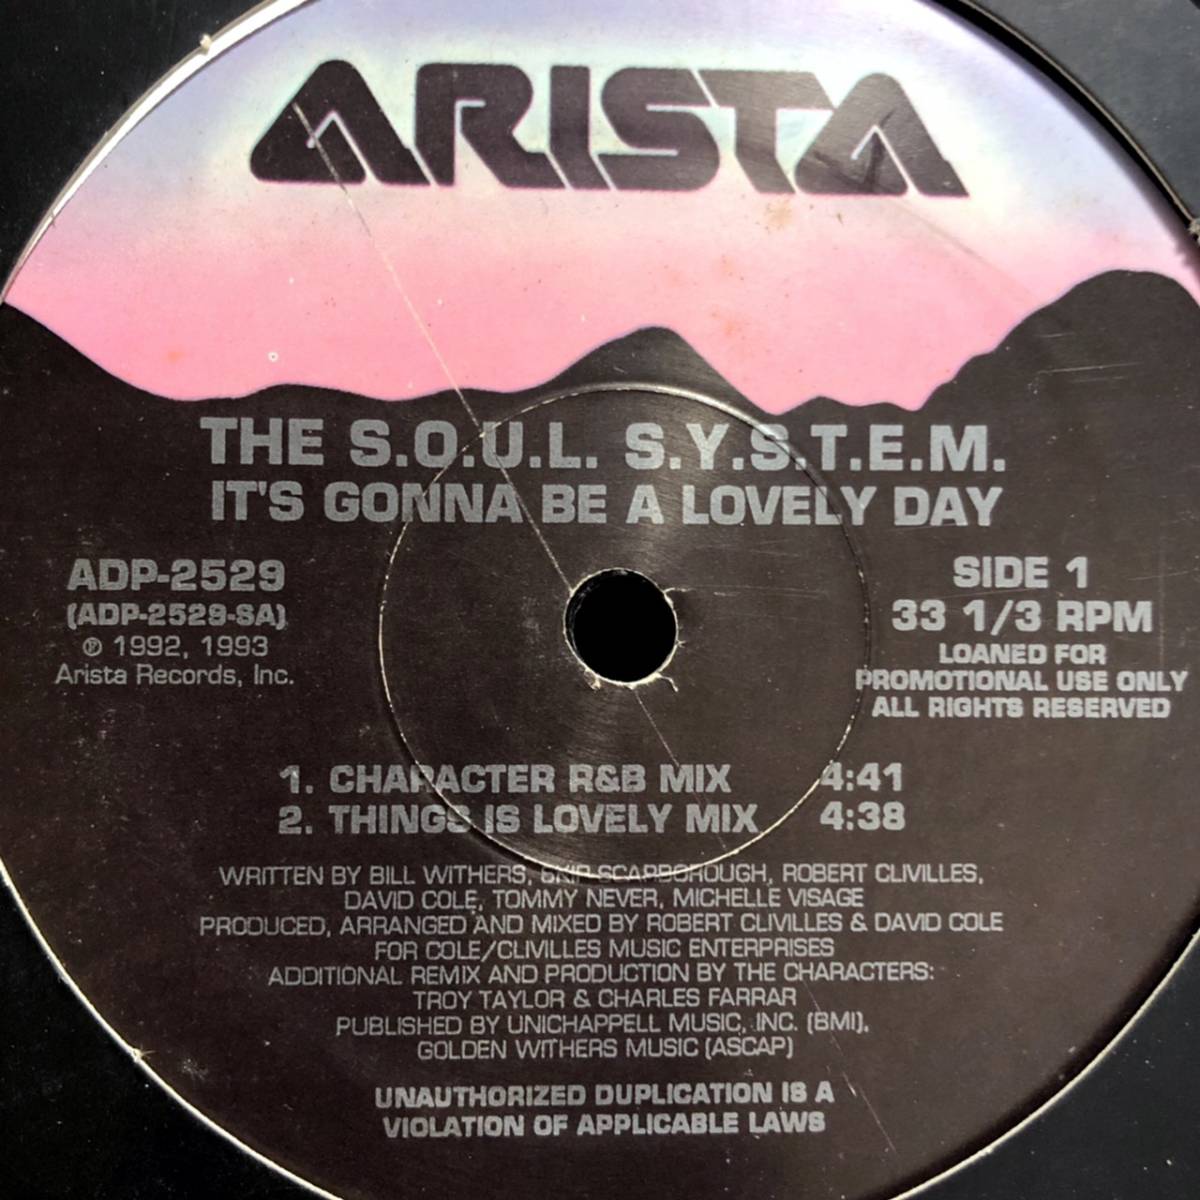 ARISTA
THE S.O.U.L. S.Y.S.T.E.M.
IT'S GONNA BE A LOVELY DAY
ADP-2529
(ADP-2529-SA)
℗ 1992, 1993
Arista Records, Inc.
SIDE 1
33 1/3 RPM
LOANED FOR
PROMOTIONAL USE ONLY
ALL RIGHTS RESERVED
1. CHARACTER R&B MIX 4:41
2. THINGS IS LOVELY MIX 4:38
WRITTEN BY BILL WITHERS, SKIP SCARBOROUGH, ROBERT CLIVILLES,
DAVID COLE, TOMMY NEVER, MICHELLE VISAGE
PRODUCED, ARRANGED AND MIXED BY ROBERT CLIVILLES & DAVID COLE
FOR COLE/CLIVILLES MUSIC ENTERPRISES
ADDITIONAL REMIX AND PRODUCTION BY THE CHARACTERS:
TROY TAYLOR & CHARLES FARRAR
PUBLISHED BY UNICHAPPELL MUSIC, INC. (BMI),
GOLDEN WITHERS MUSIC (ASCAP)
UNAUTHORIZED DUPLICATION IS A
VIOLATION OF APPLICABLE LAWS